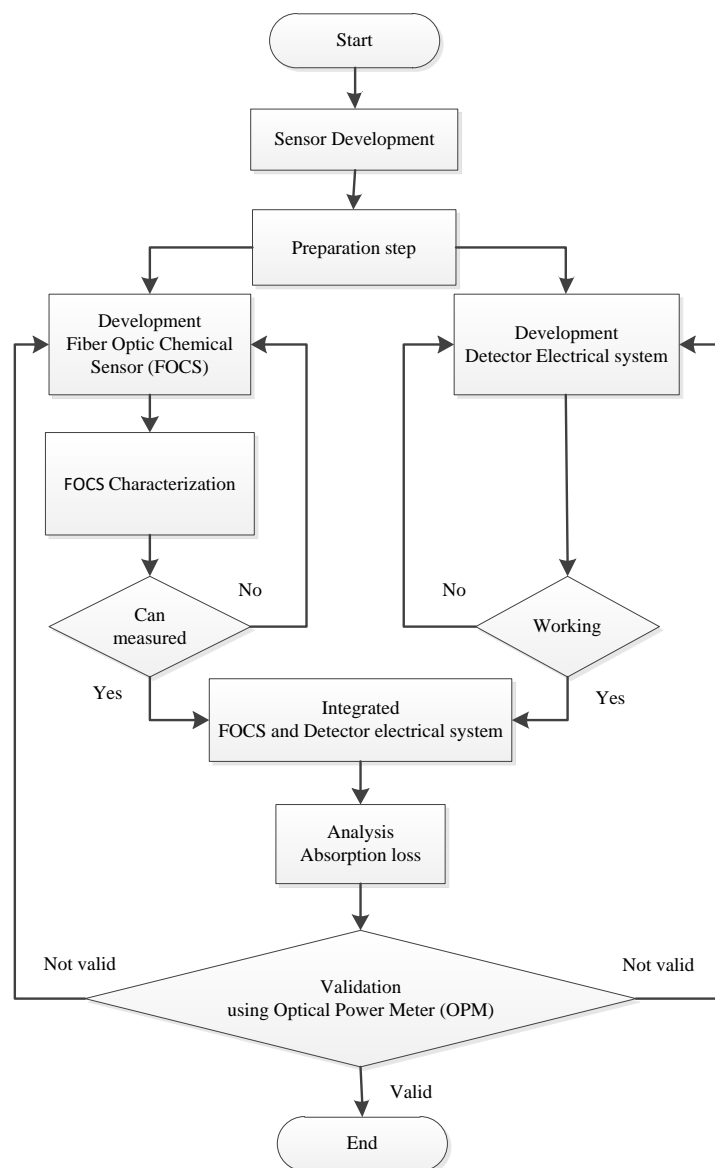 Start
Sensor Development
Preparation step
Development
Fiber Optic Chemical
Sensor (FOCS)
Development
Detector Electrical system
FOCS Characterization
Can
measured
No
No
Working
Yes
Yes
Integrated
FOCS and Detector electrical system
Analysis
Absorption loss
Not valid
Not valid
Validation
using Optical Power Meter (OPM)
Valid
End